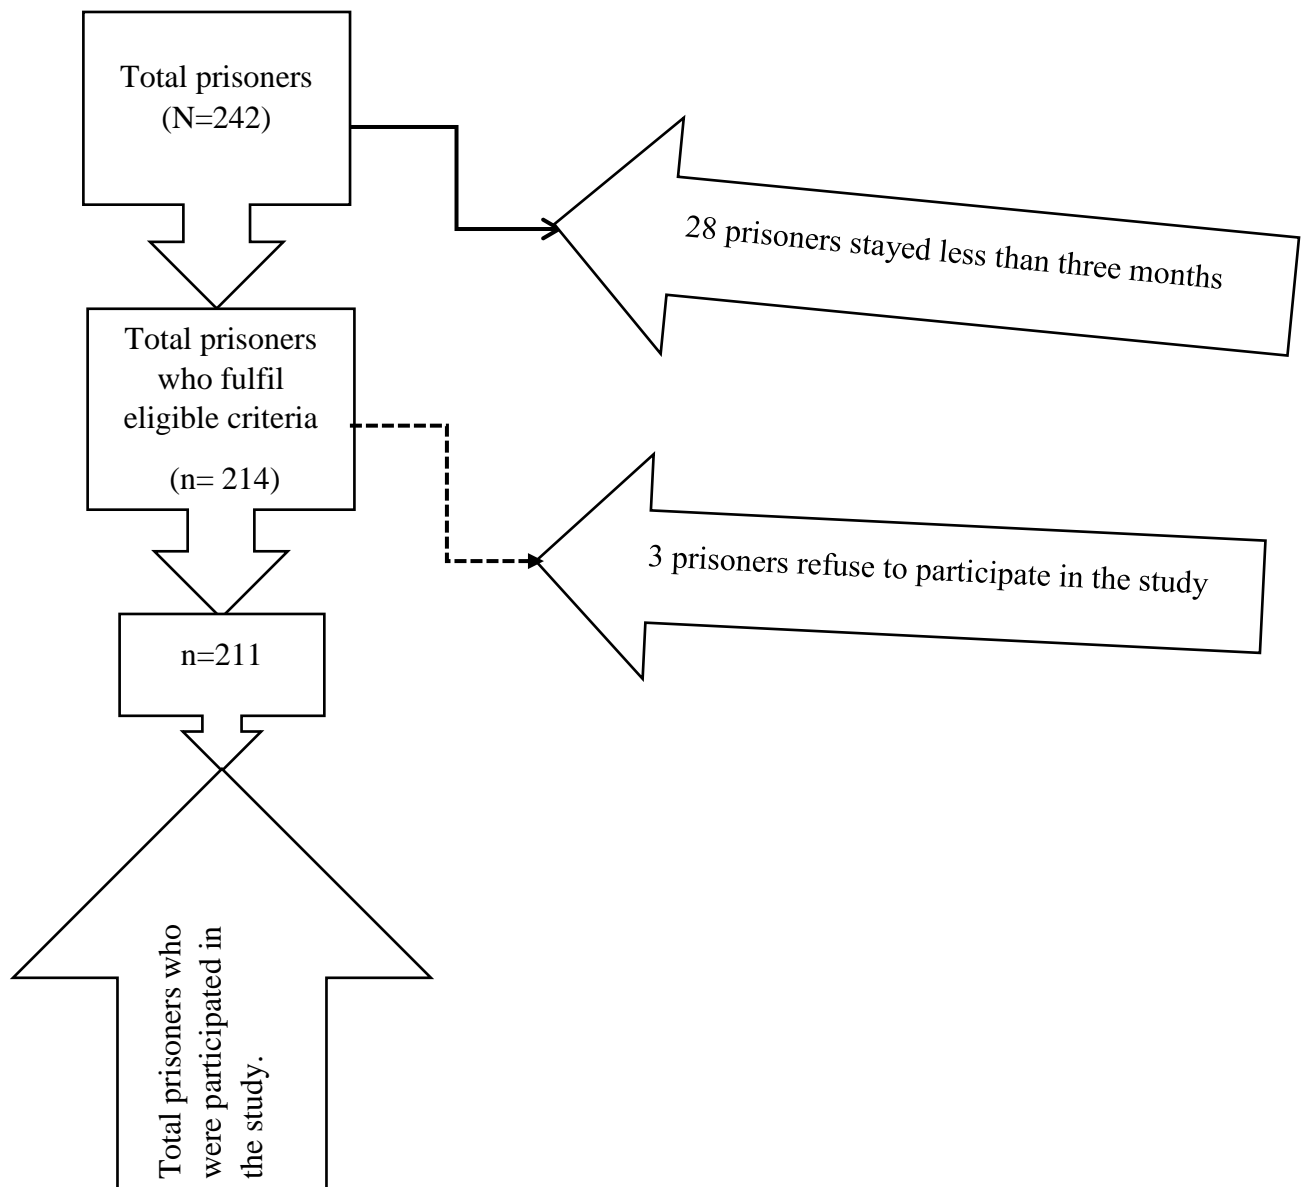 Total prisoners
(N=242)
28 prisoners stayed less than three months
Total prisoners
who fulfil
eligible criteria
(n= 214)
3 prisoners refuse to participate in the study
n=211
Total prisoners who
were participated in
the study.